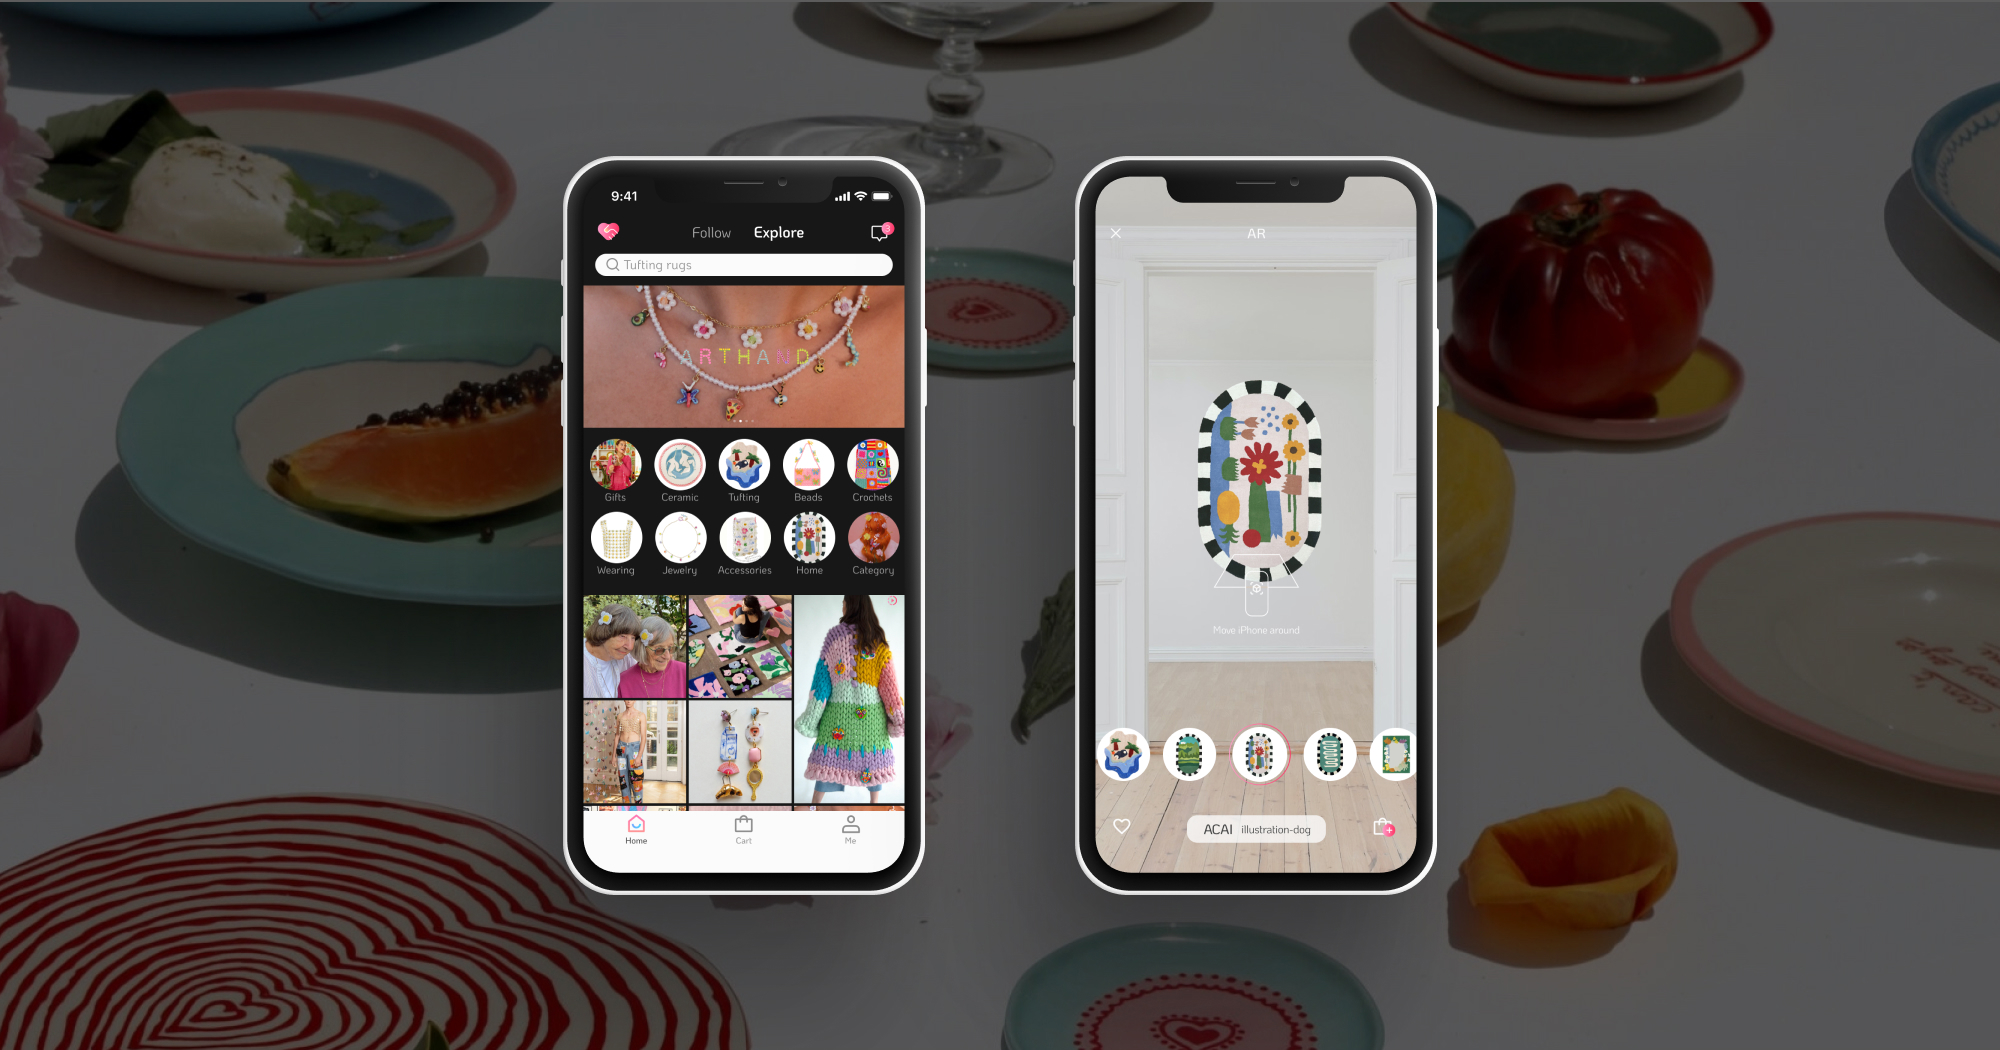 9:41
Follow Explore
3
Tufting rugs
ARTHAND
Gifts Ceramic Tufting Beads Crochets
Wearing Jewelry Accessories Home Category
Home Cart Me
AR
Move iPhone around
ACAI illustration-dog